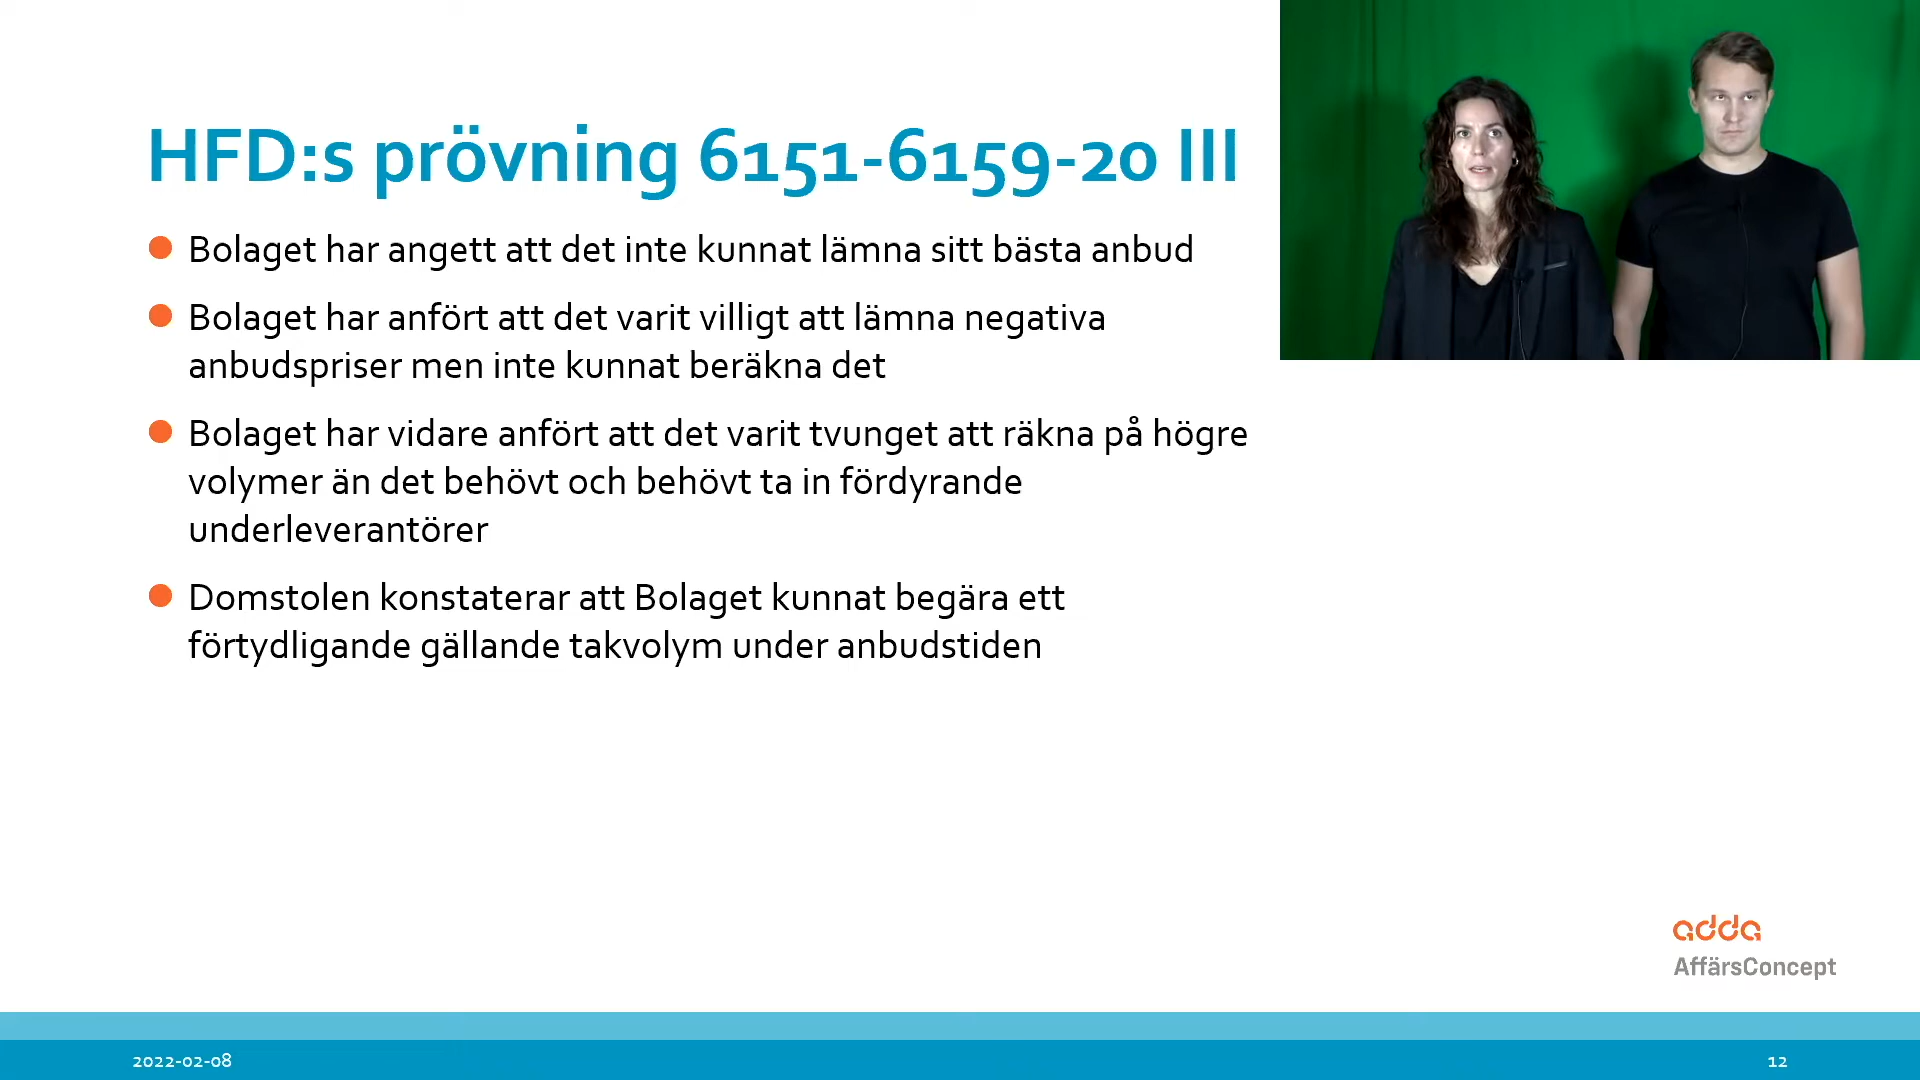 HFD:s prövning 6151-6159-20 III
Bolaget har angett att det inte kunnat lämna sitt bästa anbud
Bolaget har anfört att det varit villigt att lämna negativa
anbudspriser men inte kunnat beräkna det
Bolaget har vidare anfört att det varit tvunget att räkna på högre
volymer än det behövt och behövt ta in fördyrande
underleverantörer
Domstolen konstaterar att Bolaget kunnat begära ett
förtydligande gällande takvolym under anbudstiden
adda
AffärsConcept
2022-02-08
12